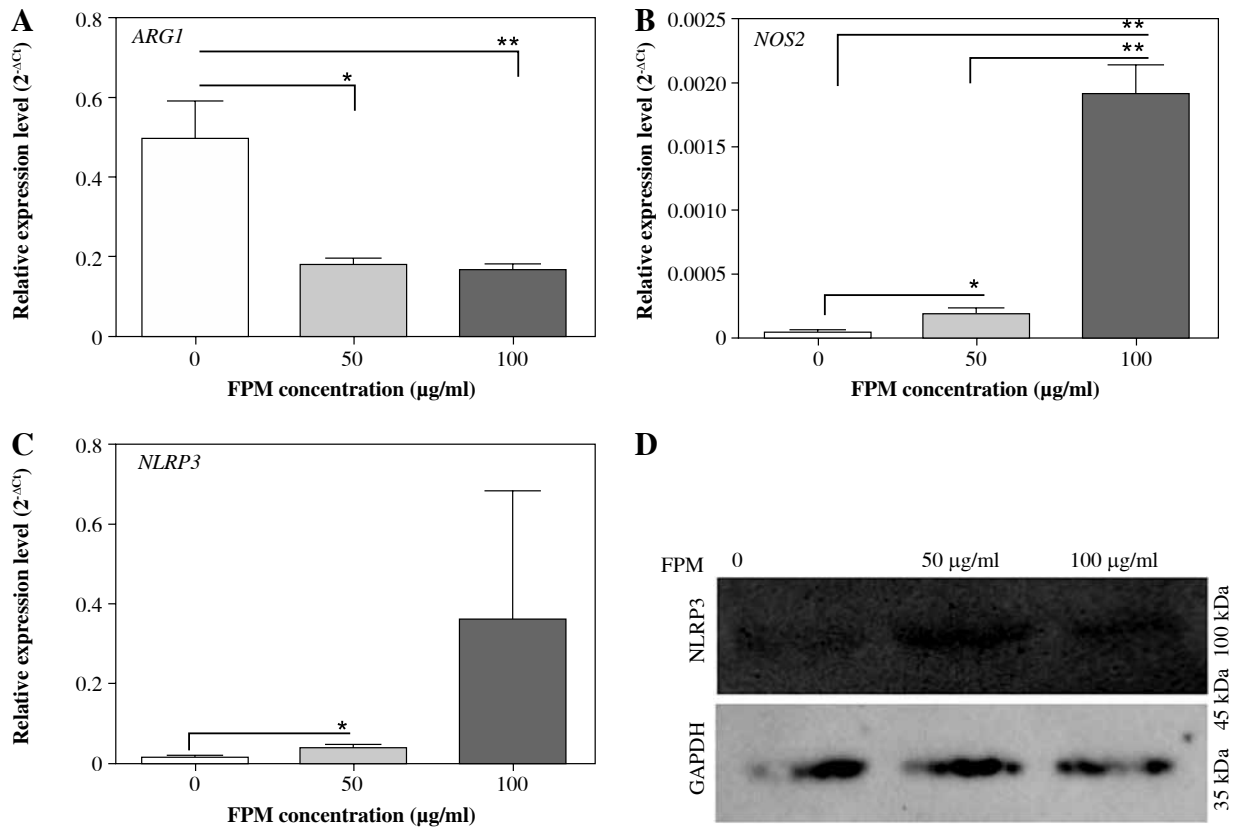 A
ARG1
Relative expression level (2-ΔCt)
0.8
0.6
0.4
0.2
0
*
**
0 50 100
FPM concentration (µg/ml)
B
NOS2
Relative expression level (2-ΔCt)
0.0025
0.0020
0.0015
0.0010
0.0005
0
**
**
*
0 50 100
FPM concentration (µg/ml)
C
NLRP3
Relative expression level (2-ΔCt)
0.8
0.6
0.4
0.2
0
*
0 50 100
FPM concentration (µg/ml)
D
FPM 0 50 µg/ml 100 µg/ml
NLRP3
GAPDH
100 kDa
45 kDa
35 kDa